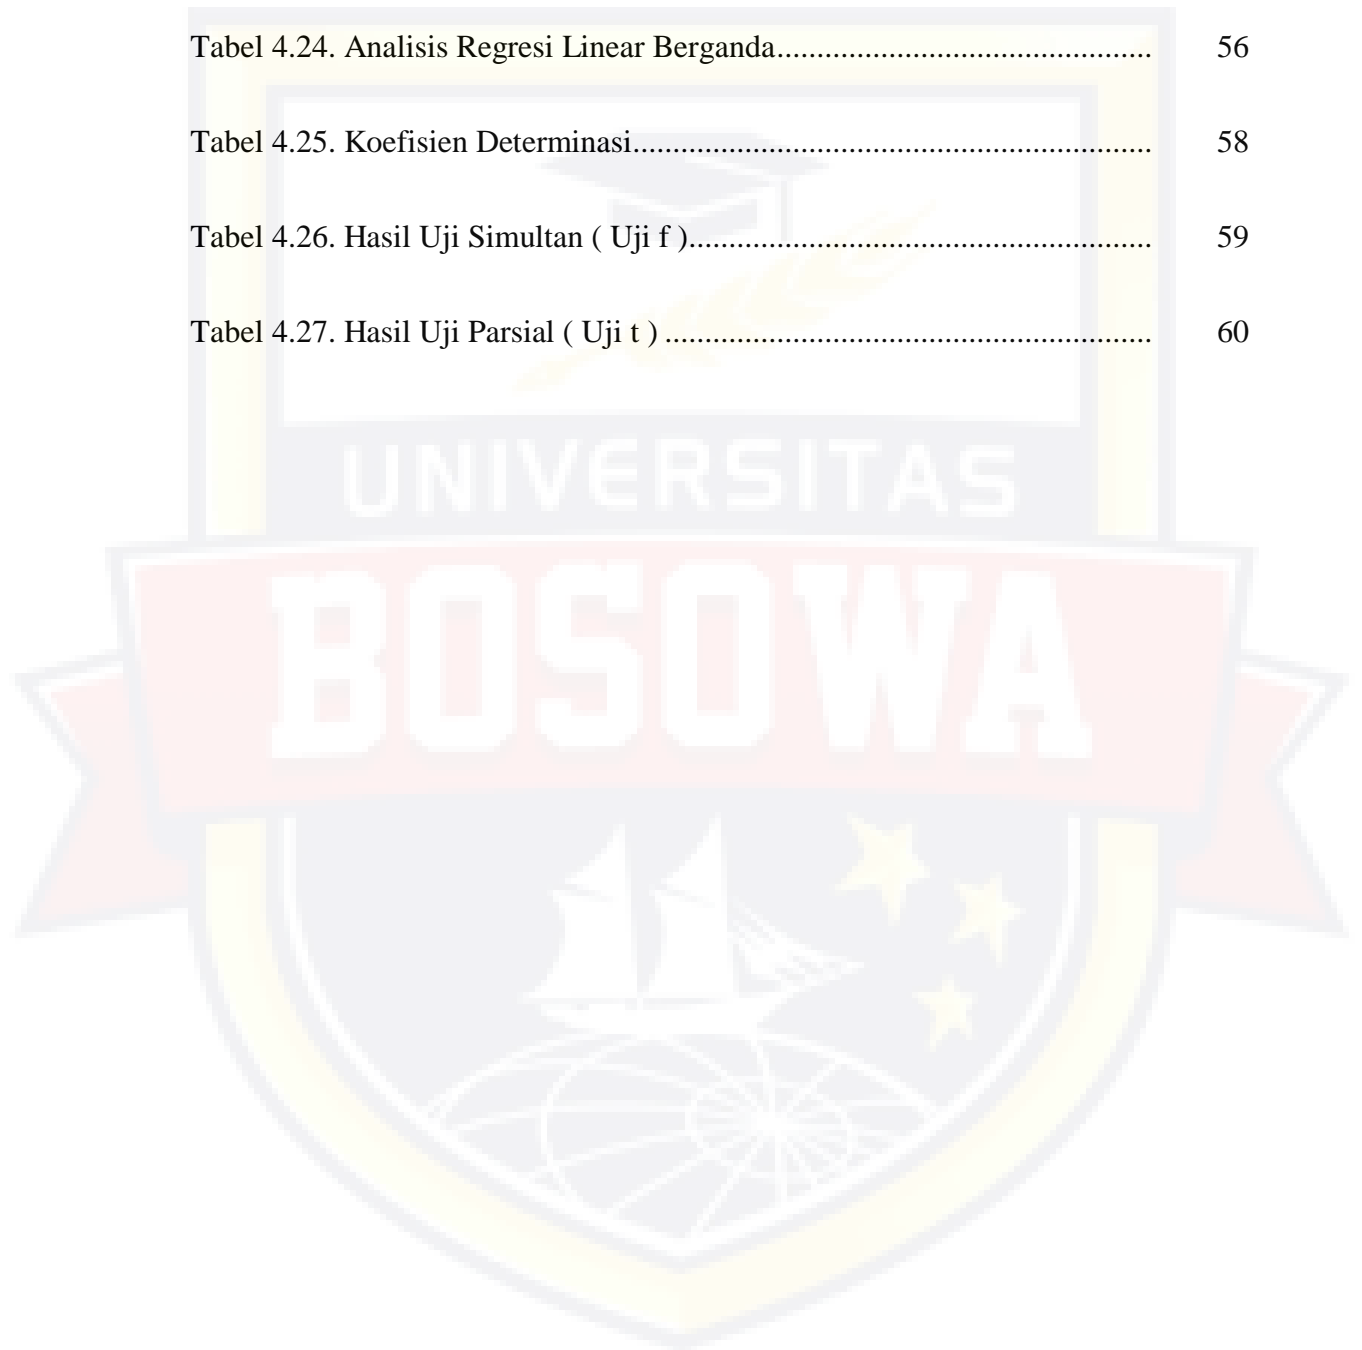 Tabel 4.24. Analisis Regresi Linear Berganda............................................... 56
Tabel 4.25. Koefisien Determinasi................................................................. 58
Tabel 4.26. Hasil Uji Simultan ( Uji f ).......................................................... 59
Tabel 4.27. Hasil Uji Parsial ( Uji t ) ............................................................. 60
UNIVERSITAS
BOSOWA